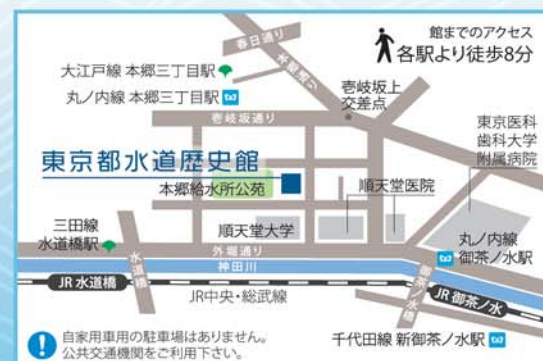 館までのアクセス
各駅より徒歩8分
春日通り
本郷通り
大江戸線 本郷三丁目駅
丸ノ内線 本郷三丁目駅
壱岐坂上
交差点
壱岐坂通り
東京医科
歯科大学
附属病院
東京都水道歴史館
本郷給水所公苑
順天堂医院
順天堂大学
三田線
水道橋駅
外堀通り
神田川
水道橋
丸ノ内線
御茶ノ水駅
御茶ノ水橋
JR 水道橋
JR中央・総武線
JR 御茶ノ水
自家用車用の駐車場はありません。
公共交通機関をご利用下さい。
千代田線 新御茶ノ水駅